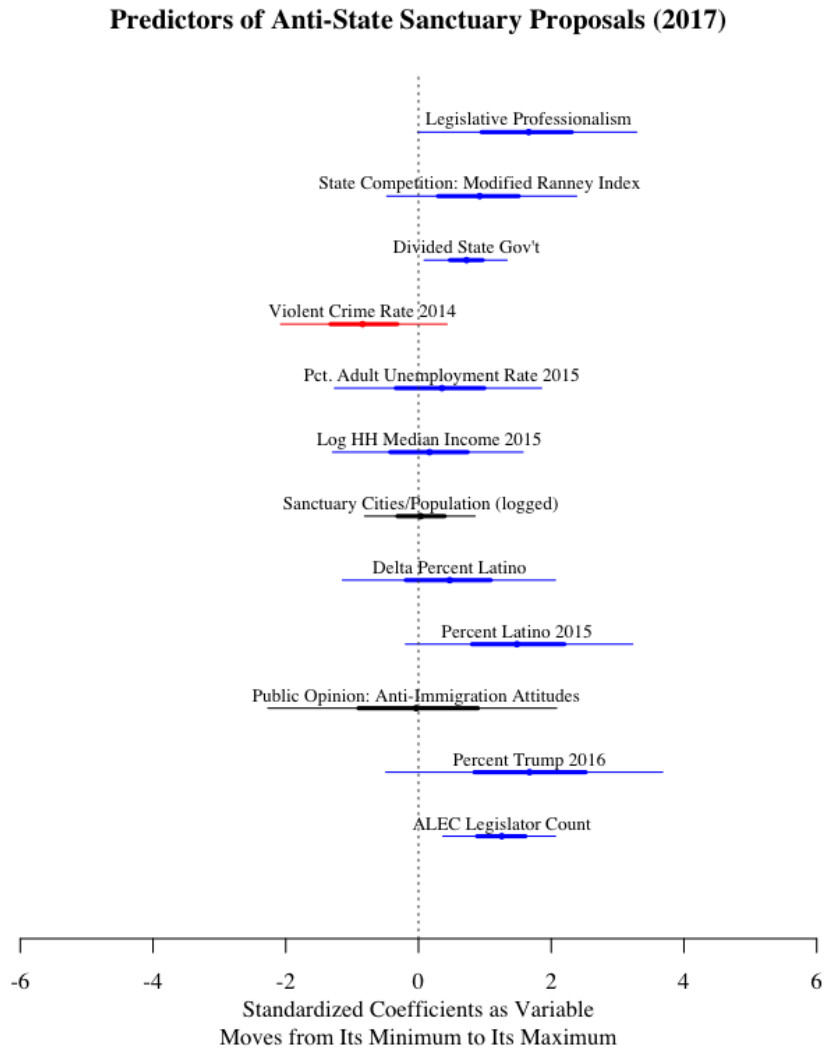 Predictors of Anti-State Sanctuary Proposals (2017)
Legislative Professionalism
State Competition: Modified Ranney Index
Divided State Gov't
Violent Crime Rate 2014
Pct. Adult Unemployment Rate 2015
Log HH Median Income 2015
Sanctuary Cities/Population (logged)
Delta Percent Latino
Percent Latino 2015
Public Opinion: Anti-Immigration Attitudes
Percent Trump 2016
ALEC Legislator Count
-6 -4 -2 0 2 4 6
Standardized Coefficients as Variable
Moves from Its Minimum to Its Maximum